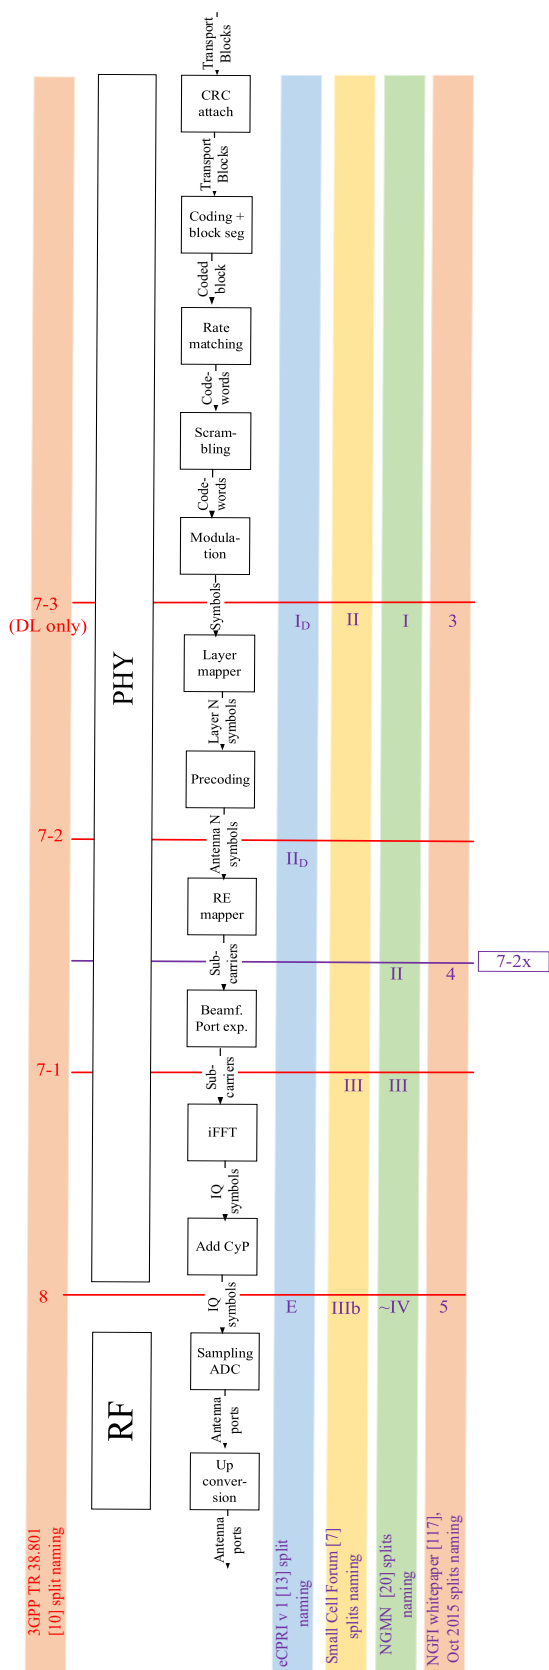 Transport
Blocks
CRC
attach
Transport
Blocks
Coding +
block seg
Coded
block
Rate
matching
Code-
words
Scram-
bling
Code-
words
Modula-
tion
7-3
(DL only)
Symbols
I_D
II
I
3
Layer
mapper
PHY
Layer N
symbols
Precoding
7-2
Antenna N
symbols
II_D
RE
mapper
Sub-
carriers
7-2x
II
4
Beamf.
Port exp.
7-1
Sub-
carriers
III
III
iFFT
IQ
symbols
Add CyP
8
IQ
symbols
E
IIIb
~IV
5
Sampling
ADC
RF
Antenna
ports
Up
conver-
sion
Antenna
ports
3GPP TR 38.801
[10] split naming
eCPRI v 1 [13] split
naming
Small Cell Forum [7]
splits naming
NGMN [20] splits
naming
NGFI whitepaper [117],
Oct 2015 splits naming